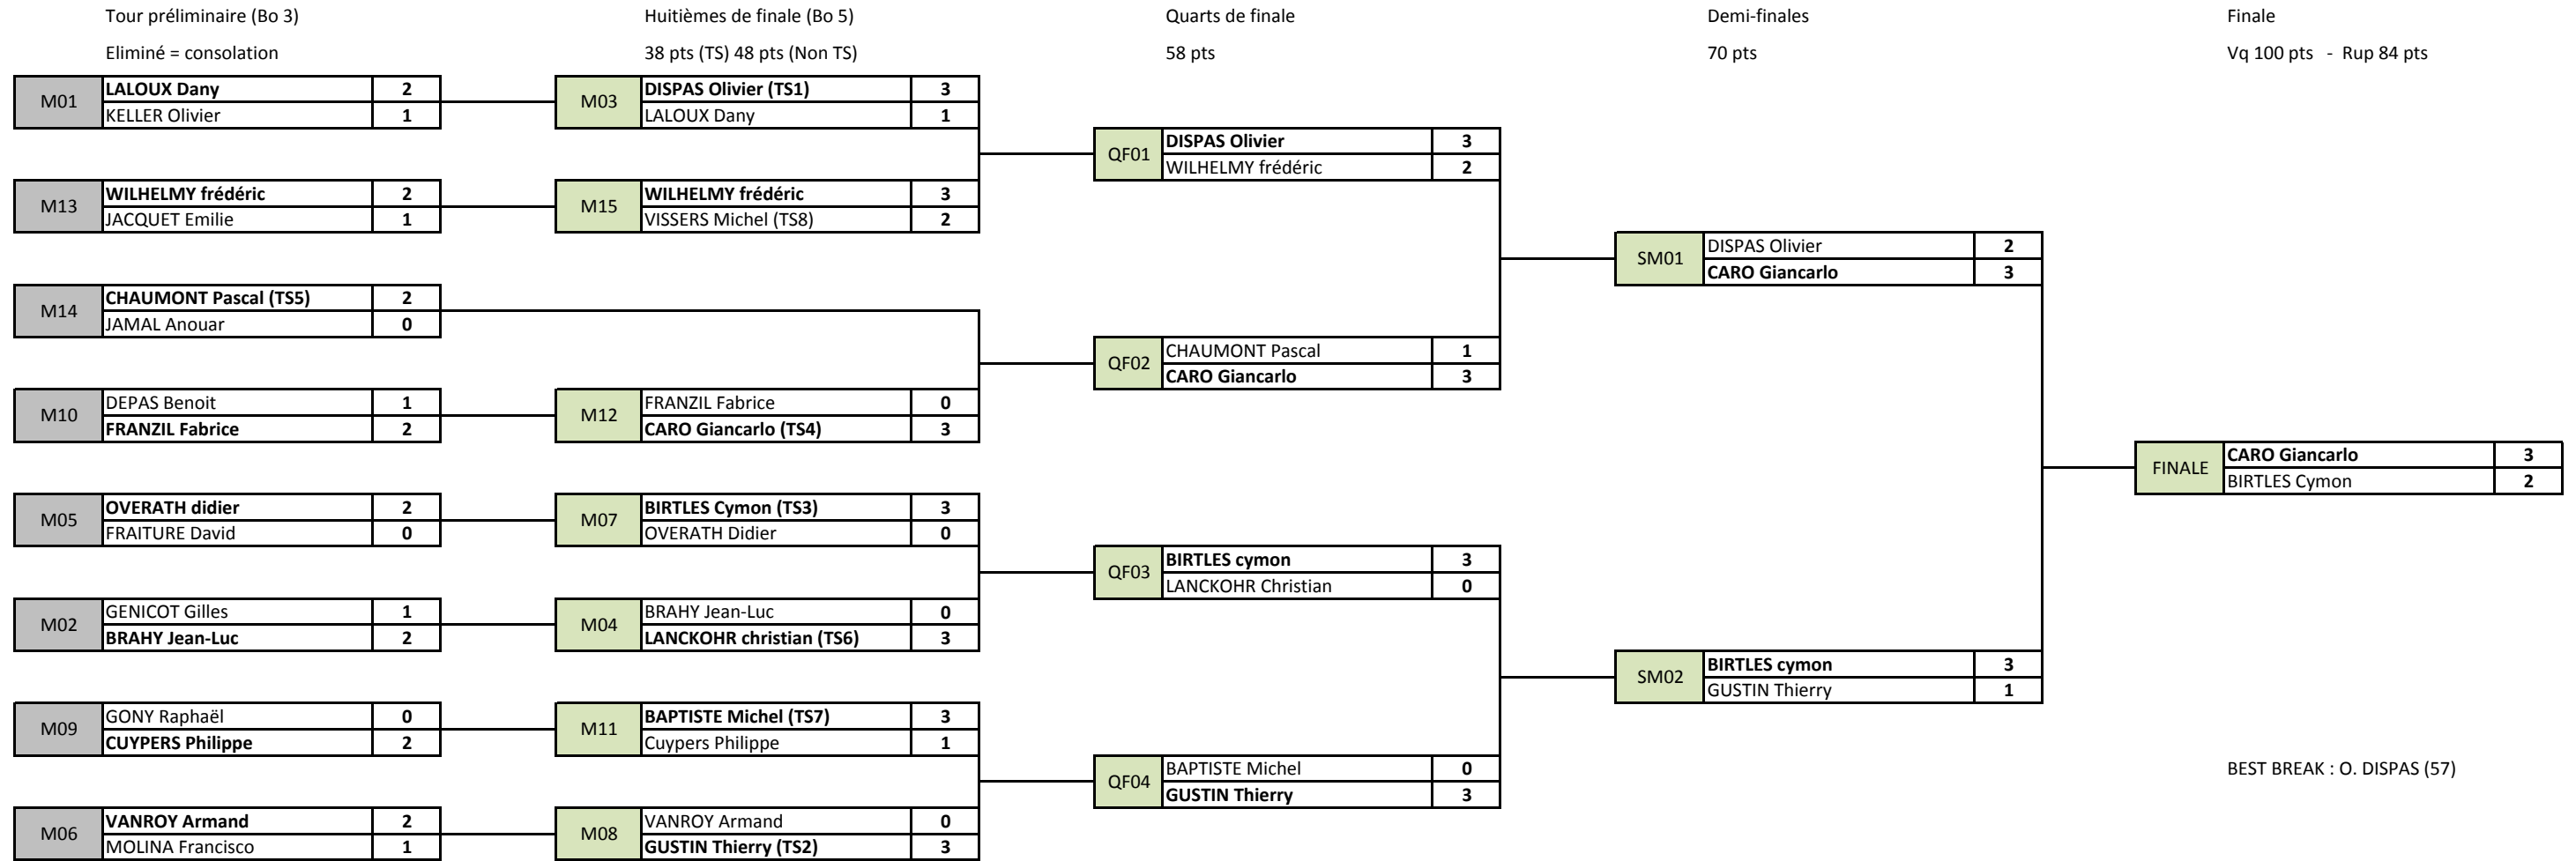 Tour préliminaire (Bo 3) Huitièmes de finale (Bo 5) Quarts de finale Demi-finales Finale
Eliminé = consolation 38 pts (TS) 48 pts (Non TS) 58 pts 70 pts Vq 100 pts - Rup 84 pts
M01
LALOUX Dany 2
KELLER Olivier 1
M03
DISPAS Olivier (TS1) 3
LALOUX Dany 1
QF01
DISPAS Olivier 3
WILHELMY frédéric 2
M13
WILHELMY frédéric 2
JACQUET Emilie 1
M15
WILHELMY frédéric 3
VISSERS Michel (TS8) 2
SM01
DISPAS Olivier 2
CARO Giancarlo 3
M14
CHAUMONT Pascal (TS5) 2
JAMAL Anouar 0
QF02
CHAUMONT Pascal 1
CARO Giancarlo 3
M10
DEPAS Benoit 1
FRANZIL Fabrice 2
M12
FRANZIL Fabrice 0
CARO Giancarlo (TS4) 3
FINALE
CARO Giancarlo 3
BIRTLES Cymon 2
M05
OVERATH didier 2
FRAITURE David 0
M07
BIRTLES Cymon (TS3) 3
OVERATH Didier 0
QF03
BIRTLES cymon 3
LANCKOHR Christian 0
M02
GENICOT Gilles 1
BRAHY Jean-Luc 2
M04
BRAHY Jean-Luc 0
LANCKOHR christian (TS6) 3
SM02
BIRTLES cymon 3
GUSTIN Thierry 1
M09
GONY Raphaël 0
CUYPERS Philippe 2
M11
BAPTISTE Michel (TS7) 3
Cuypers Philippe 1
QF04
BAPTISTE Michel 0
GUSTIN Thierry 3
BEST BREAK : O. DISPAS (57)
M06
VANROY Armand 2
MOLINA Francisco 1
M08
VANROY Armand 0
GUSTIN Thierry (TS2) 3